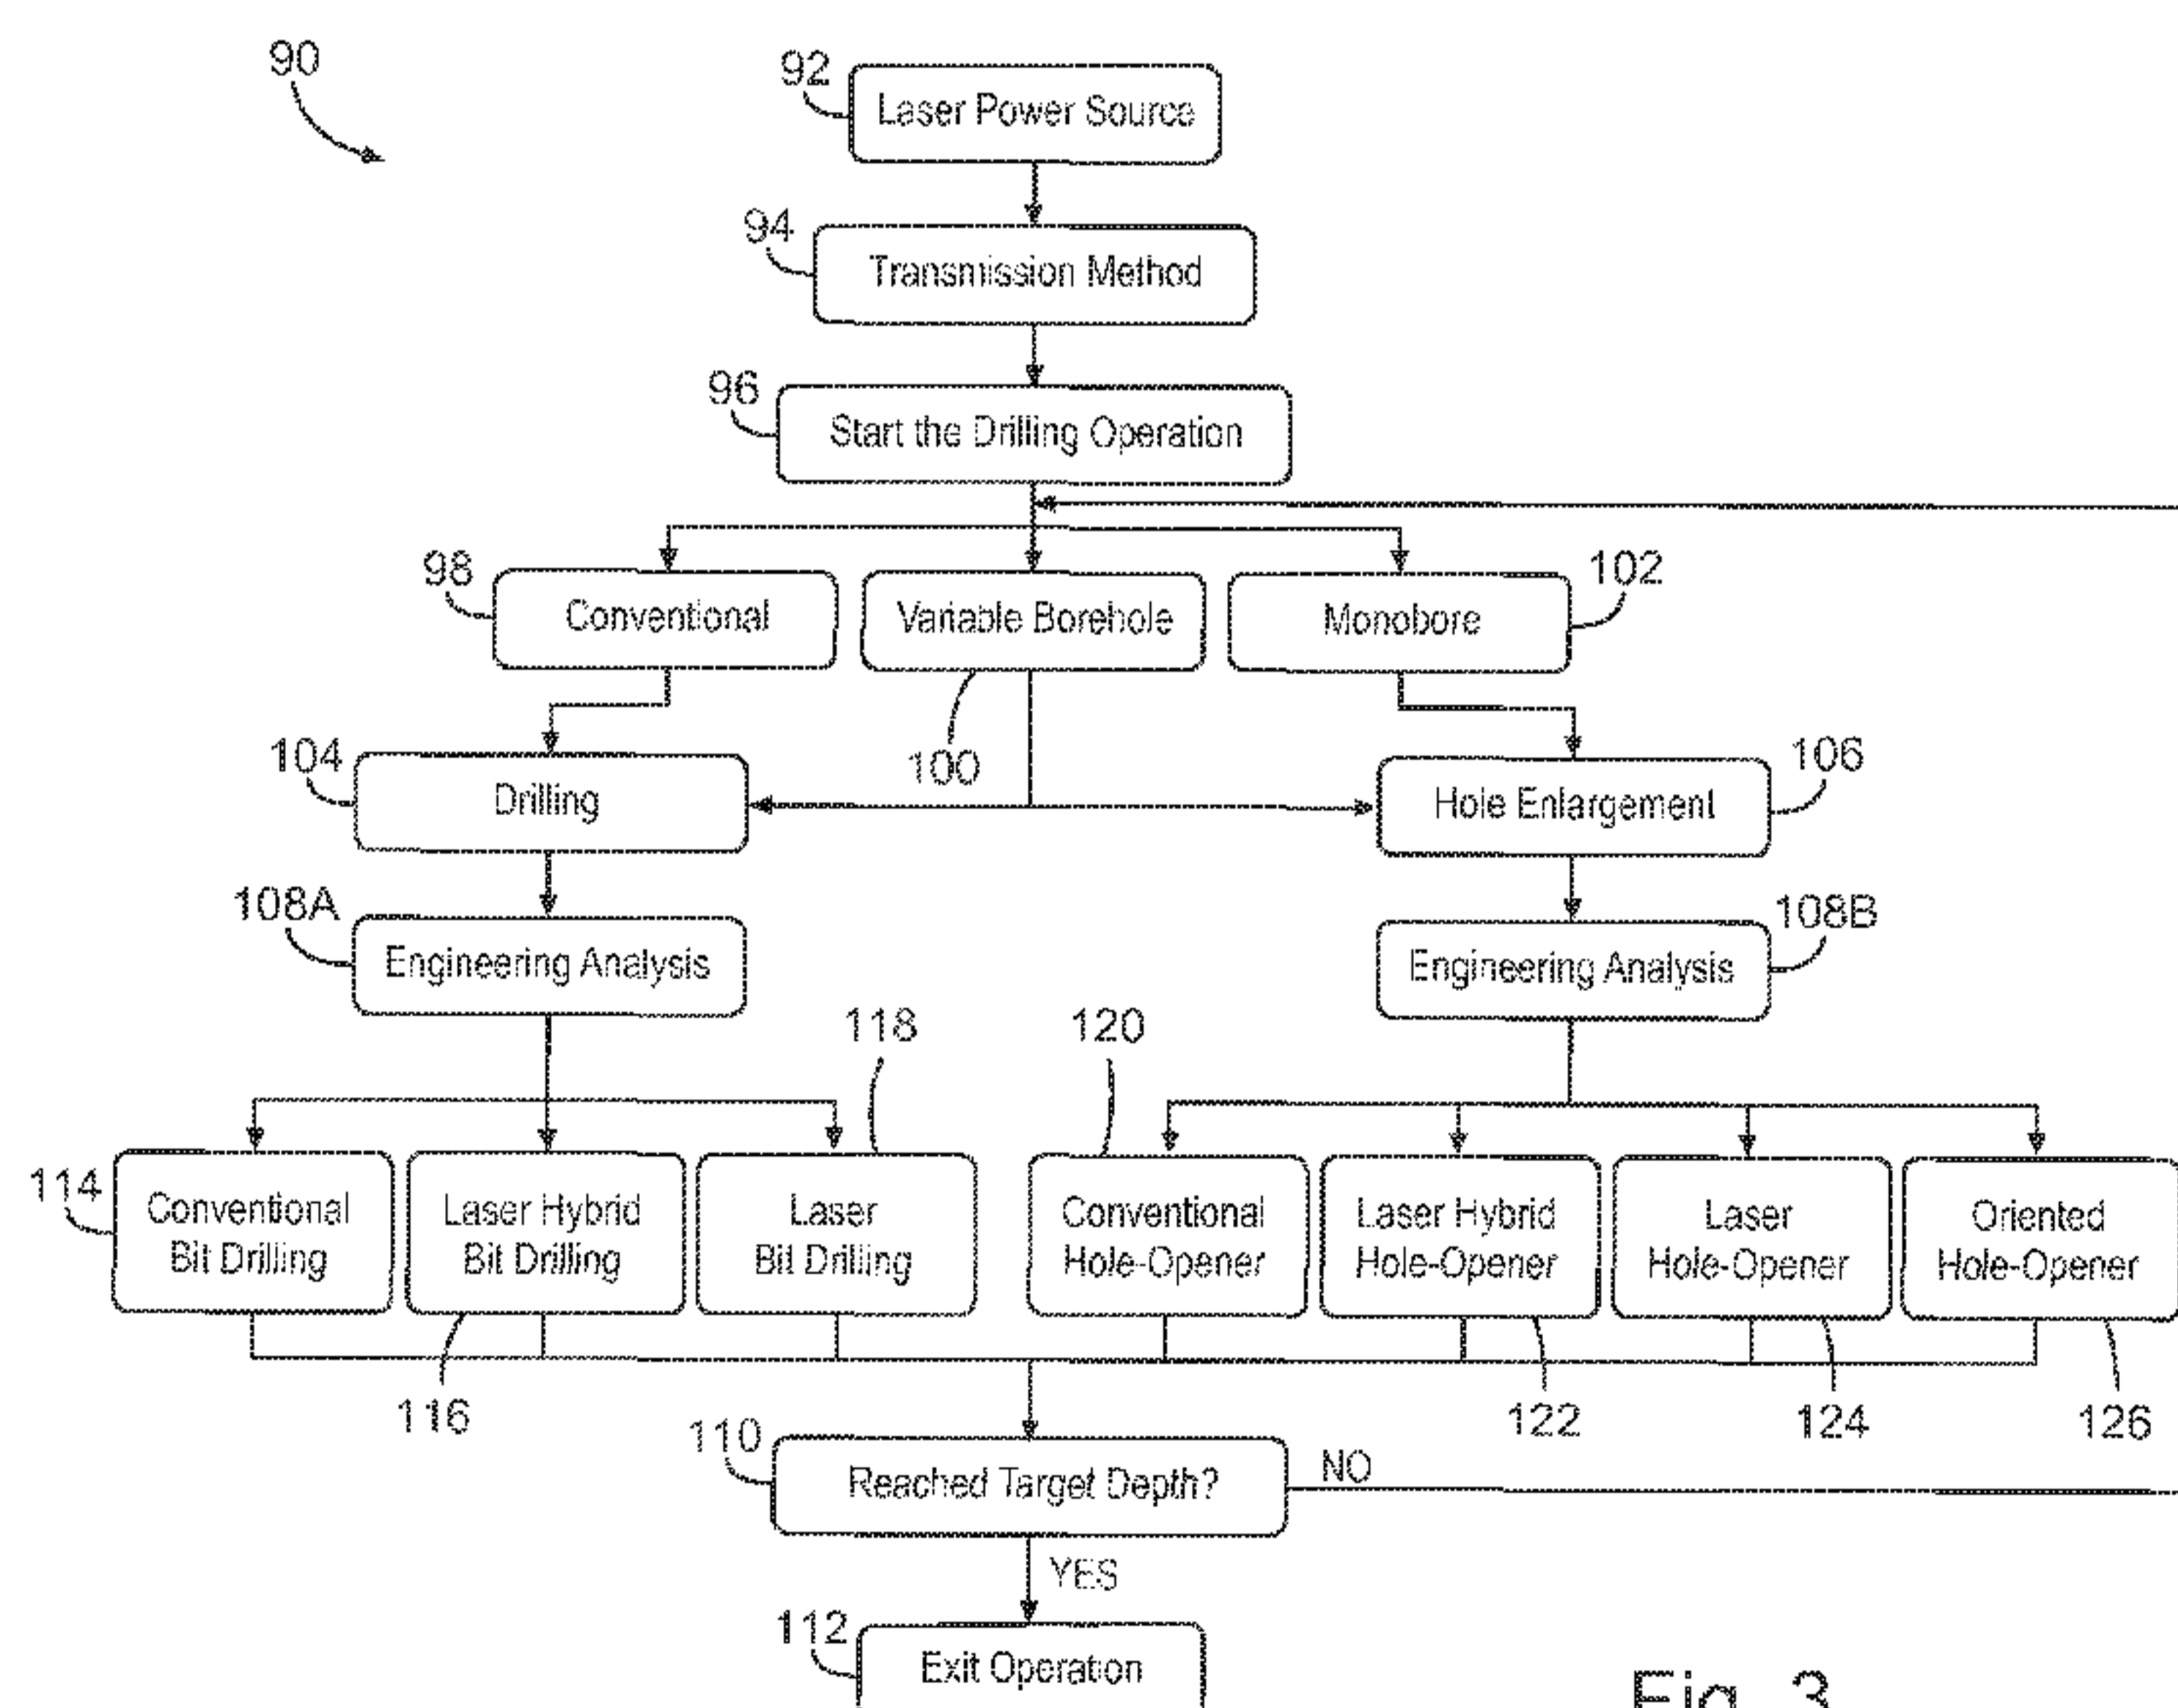 90
92
Laser Power Source
94
Transmission Method
96
Start the Drilling Operation
98
Conventional
Variable Borehole
Monobore
102
100
104
Drilling
Hole Enlargement
106
108A
Engineering Analysis
Engineering Analysis
108B
118
120
114
Conventional
Bit Drilling
Laser Hybrid
Bit Drilling
Laser
Bit Drilling
Conventional
Hole-Opener
Laser Hybrid
Hole-Opener
Laser
Hole-Opener
Oriented
Hole-Opener
116
122
124
126
110
Reached Target Depth?
NO
YES
112
Exit Operation
Fig. 3